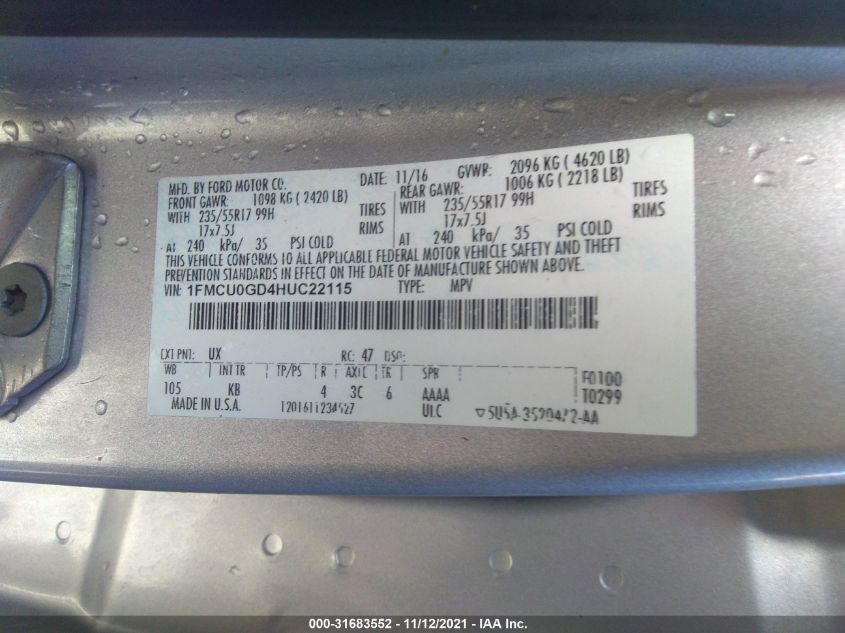 MFD. BY FORD MOTOR CO. DATE: 11/16 GVWR: 2096 KG ( 4620 LB)
FRONT GAWR: 1098 KG ( 2420 LB) REAR GAWR: 1006 KG ( 2218 LB)
WITH 235/55R17 99H TIRES WITH 235/55R17 99H TIRES
17x7.5J RIMS 17x7.5J RIMS
AT 240 kPa/ 35 PSI COLD AT 240 kPa/ 35 PSI COLD
THIS VEHICLE CONFORMS TO ALL APPLICABLE FEDERAL MOTOR VEHICLE SAFETY AND THEFT
PREVENTION STANDARDS IN EFFECT ON THE DATE OF MANUFACTURE SHOWN ABOVE.
VIN: 1FMCU0GD4HUC22115 TYPE: MPV
EXT PNT: UX RC: 47 DSO:
WB INT TR TP/PS R AXLE TR SPR F0100
105 KB 4 3C 6 AAAA T0299
MADE IN U.S.A. ULC
000-31683552 - 11/12/2021 - IAA Inc.